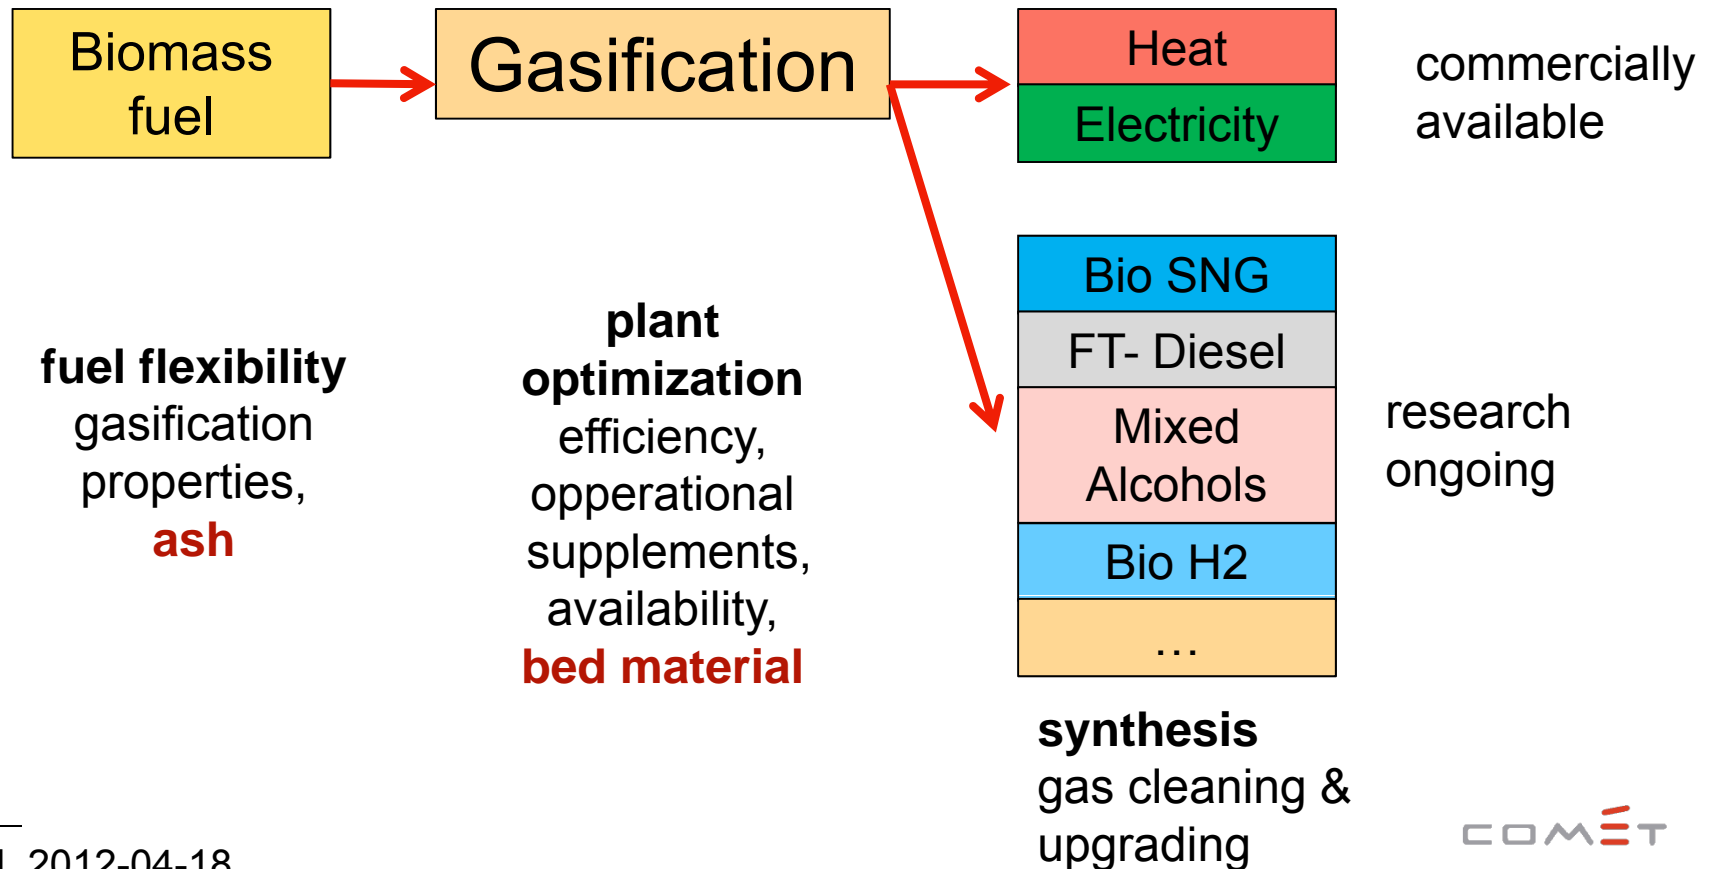 Biomass
fuel
Gasification
Heat
Electricity
commercially
available
Bio SNG
FT- Diesel
Mixed
Alcohols
Bio H2
…
research
ongoing
fuel flexibility
gasification
properties,
ash
plant
optimization
efficiency,
opperational
supplements,
availability,
bed material
synthesis
gas cleaning &
upgrading
2012-04-18
COMÉT